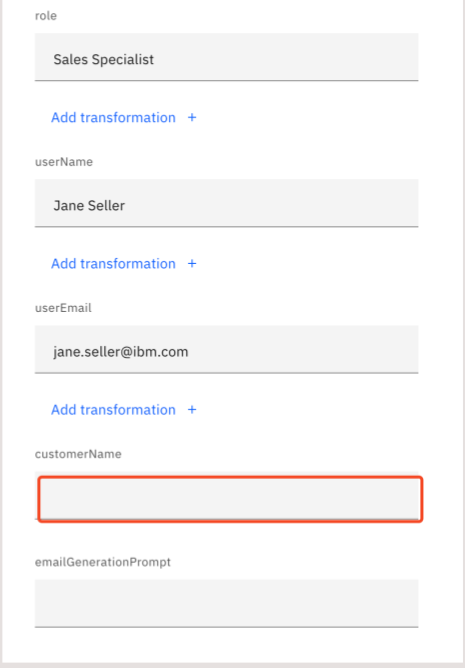 role
Sales Specialist
Add transformation +
userName
Jane Seller
Add transformation +
userEmail
jane.seller@ibm.com
Add transformation +
customerName
emailGenerationPrompt